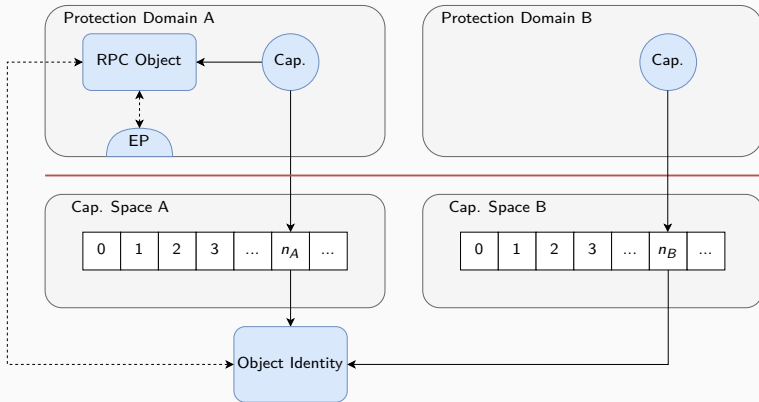 Protection Domain A
Protection Domain B
RPC Object
Cap.
Cap.
EP
Cap. Space A
Cap. Space B
0 1 2 3 ... n_A ...
0 1 2 3 ... n_B ...
Object Identity